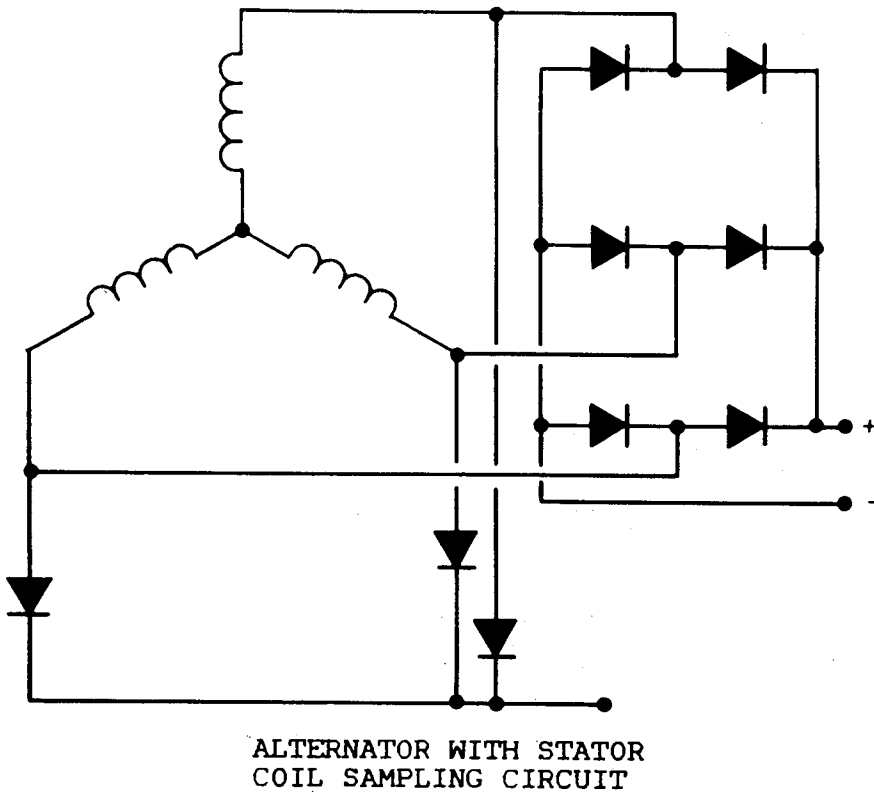 +
-
ALTERNATOR WITH STATOR
COIL SAMPLING CIRCUIT